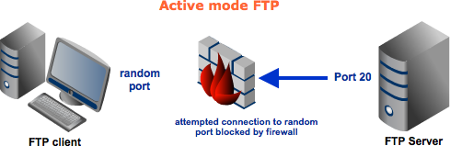 Active mode FTP
random
port
Port 20
attempted connection to random
port blocked by firewall
FTP client
FTP Server